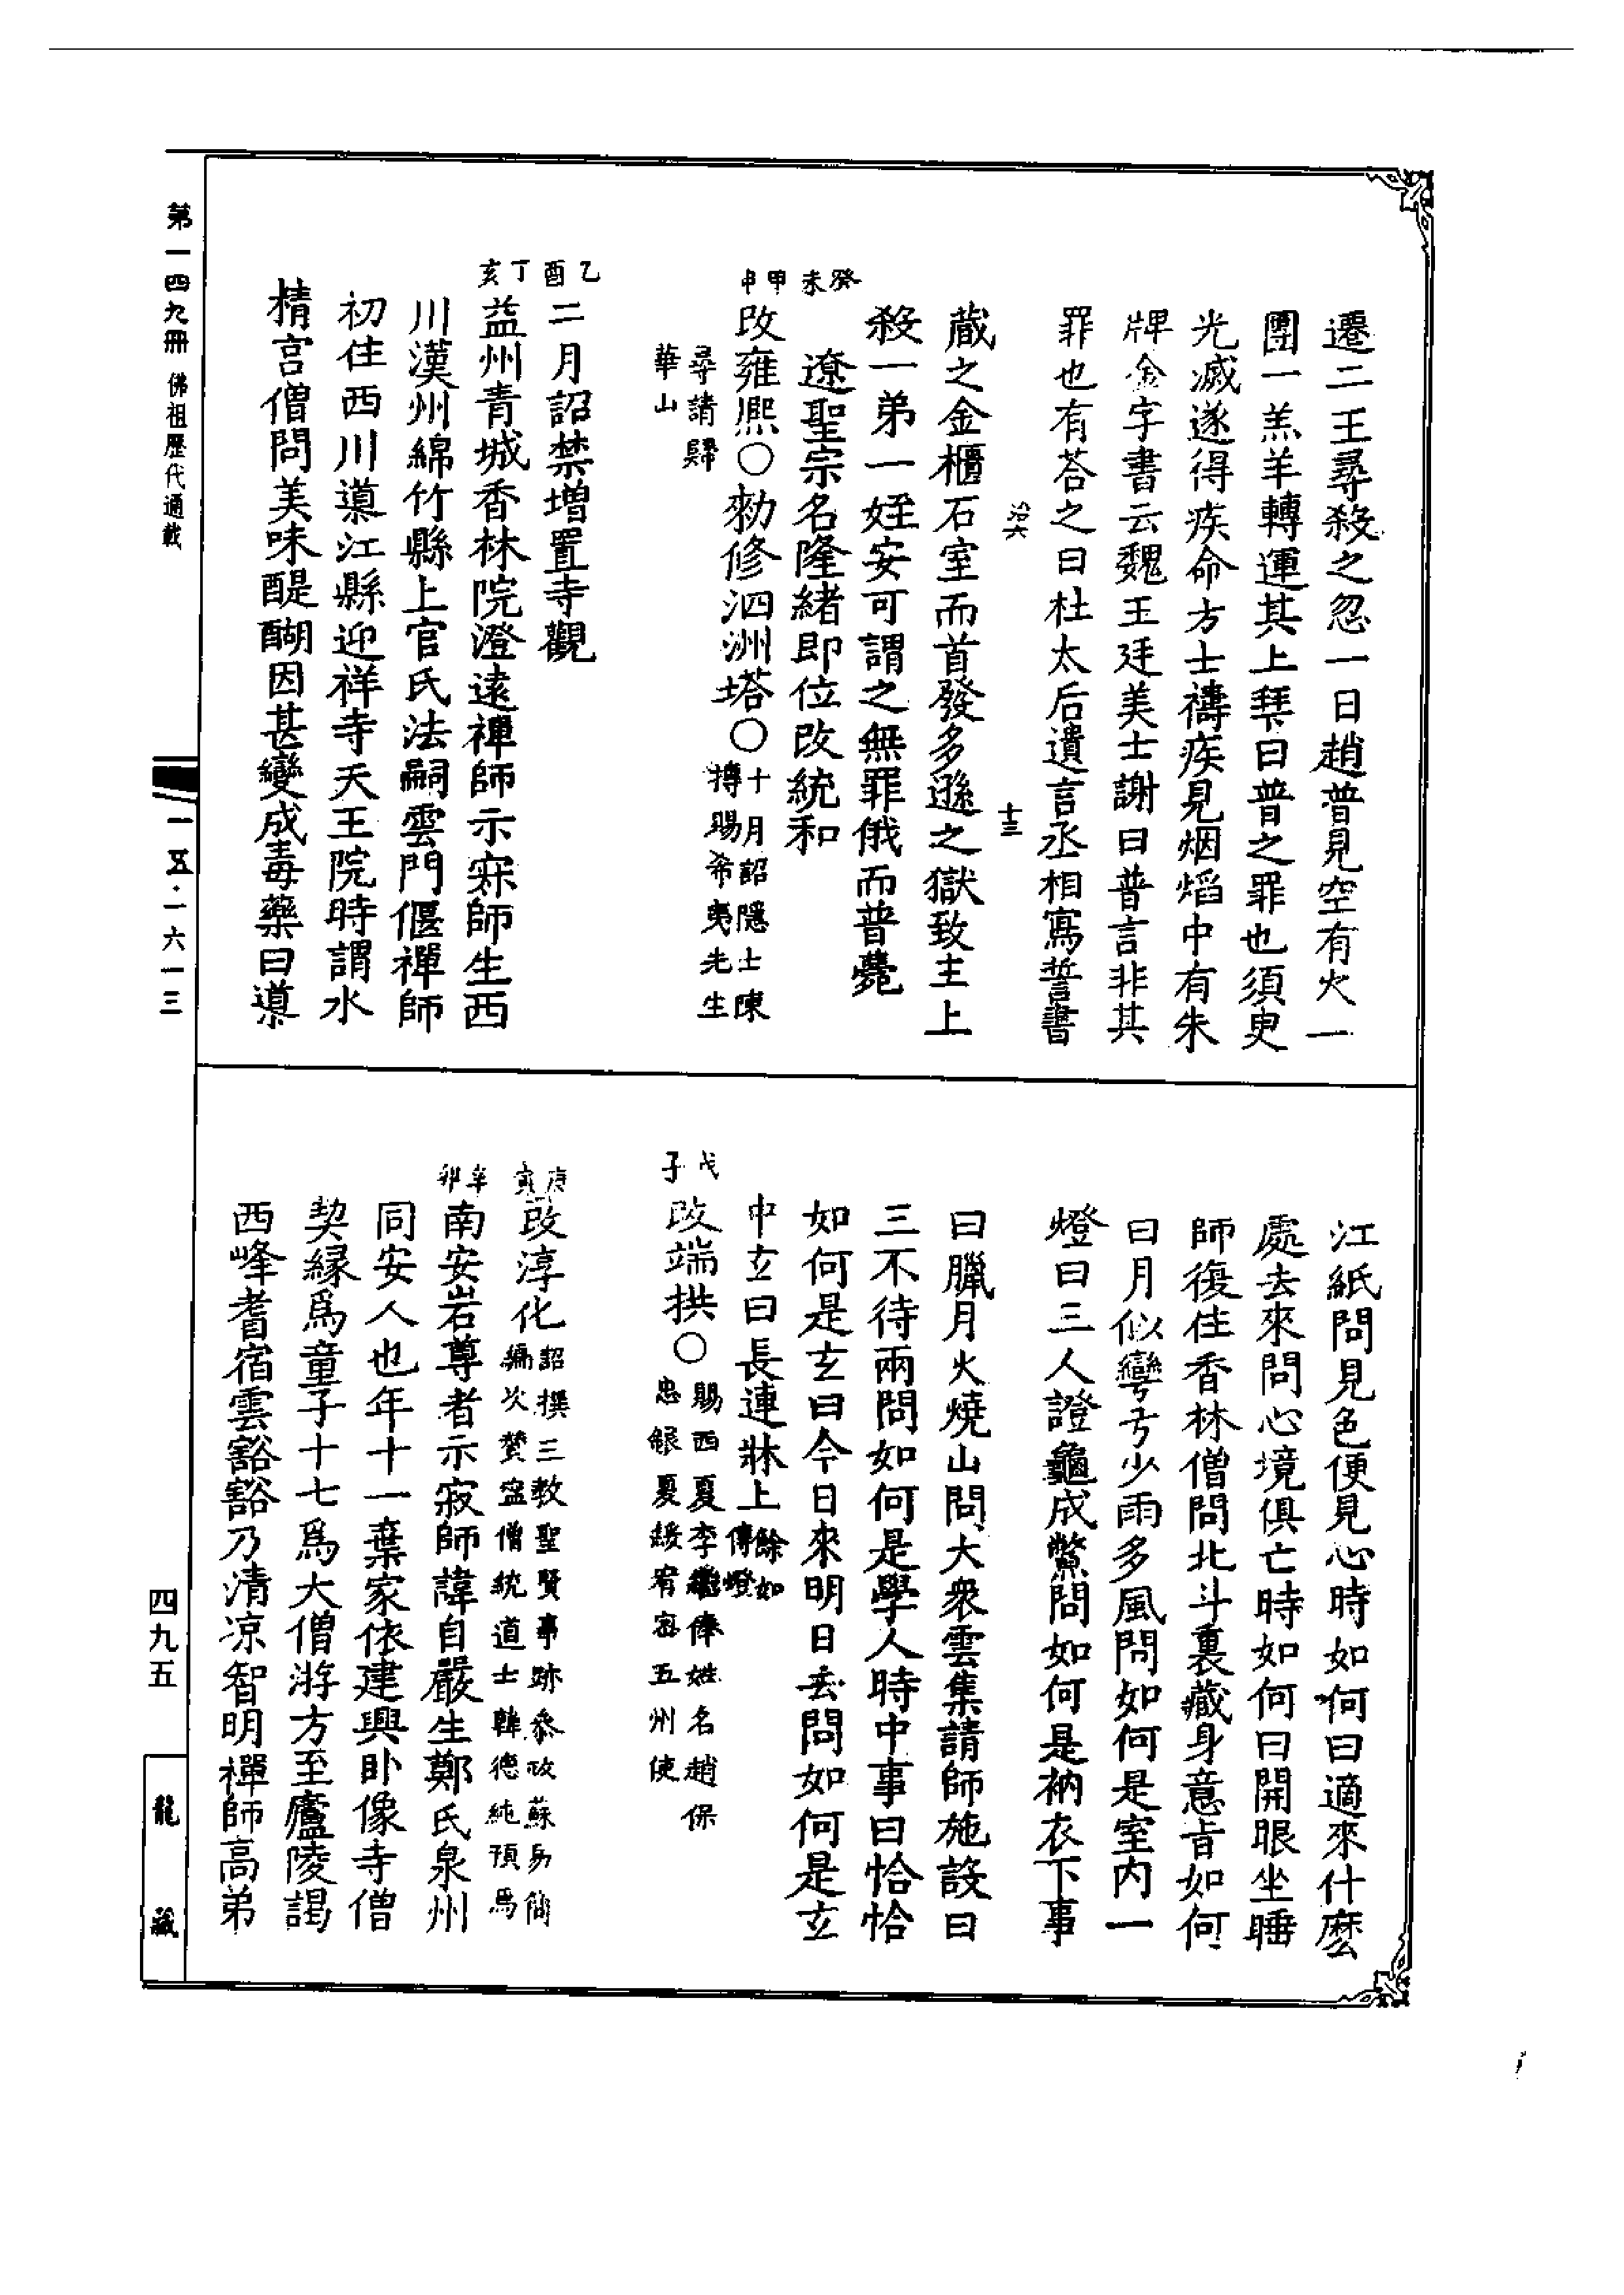 遷二王尋殺之忽一日趙普見空有火一
團一羔羊轉運其上琹曰普之罪也須臾
光滅遂得疾命方士禱疾見烟熖中有朱
牌金字書云魏王廷美士謝曰普言非其
罪也有荅之曰杜太后遺言丞相寫誓書
治六
十三
蔵之金櫃石室而首發多遜之獄致主上
殺一弟一姪安可謂之無罪俄而普薨
癸未
遼聖宗名隆緒即位改統和
甲申
改雍熙○勑修泗洲塔○
十月詔隱士陳
摶賜希夷先生
尋請歸
華山
乙酉
二月詔禁增置寺觀
丁亥
益州青城香林院澄遠禪師示寂師生西
川漢州綿竹縣上官氏法嗣雲門偃禪師
初住西川導江縣迎祥寺天王院時謂水
精宮僧問美味醍醐因甚變成毒藥曰導
江紙問見色便見心時如何曰適來什麽
處去來問心境俱亡時如何曰開眼坐睡
師復住香林僧問北斗裏藏身意旨如何
曰月似彎弓少雨多風問如何是室内一
燈曰三人證龜成鱉問如何是衲衣下事
曰臘月火燒山問大衆雲集請師施設曰
三不待兩問如何是學人時中事曰恰恰
如何是玄曰今日來明日去問如何是玄
中玄曰長連牀上
餘如
傳燈
戊子
改端拱○
賜西夏李繼俸姓名趙保
忠銀夏綏宥宻五州使
庚寅
改淳化
詔撰三教聖賢事跡叅政蘇易簡
編次贊寧僧統道士韓德純預焉
辛卯
南安岩尊者示寂師諱自嚴生鄭氏泉州
同安人也年十一棄家依建興卧像寺僧
契縁爲童子十七爲大僧游方至廬陵謁
西峰耆宿雲豁豁乃清凉智明禪師高弟
第一四九冊 佛祖歷代通載
一五・一六一三
四九五
龍藏